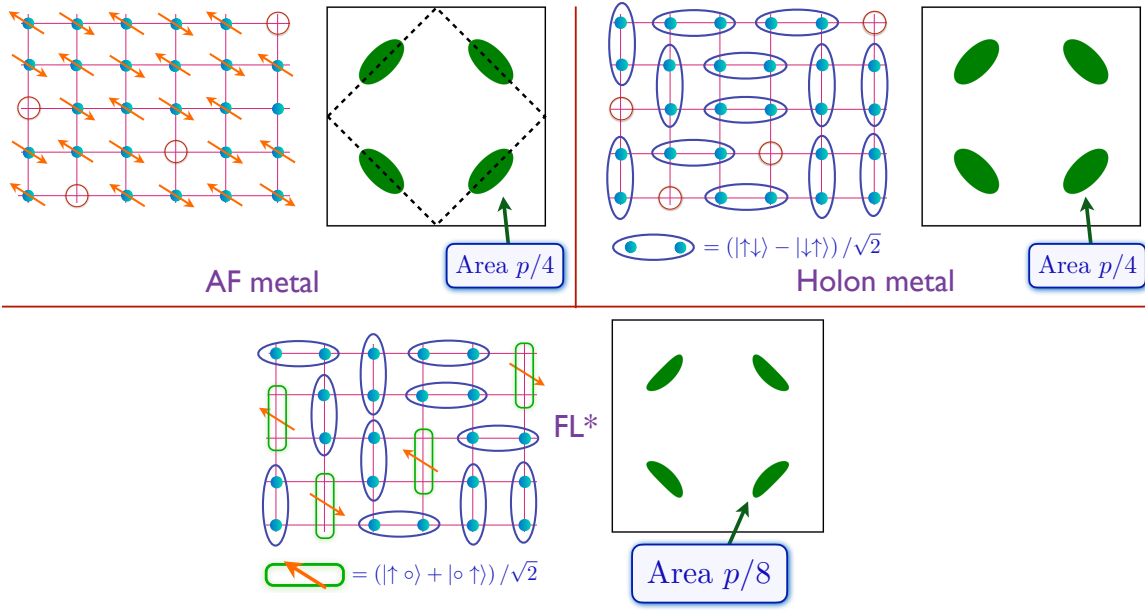 Area p/4
AF metal
= (|↑↓⟩ − |↓↑⟩) /√2
Area p/4
Holon metal
FL*
= (|↑ ∘⟩ + |∘ ↑⟩) /√2
Area p/8